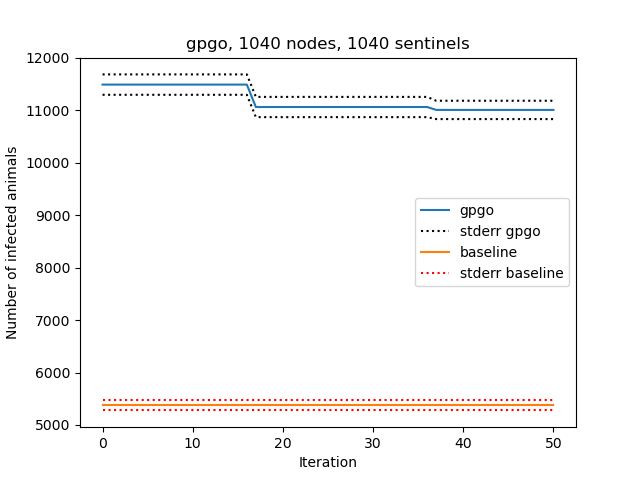 gpgo, 1040 nodes, 1040 sentinels
12000
11000
10000
9000
8000
7000
6000
5000
Number of infected animals
gpgo
stderr gpgo
baseline
stderr baseline
0 10 20 30 40 50
Iteration